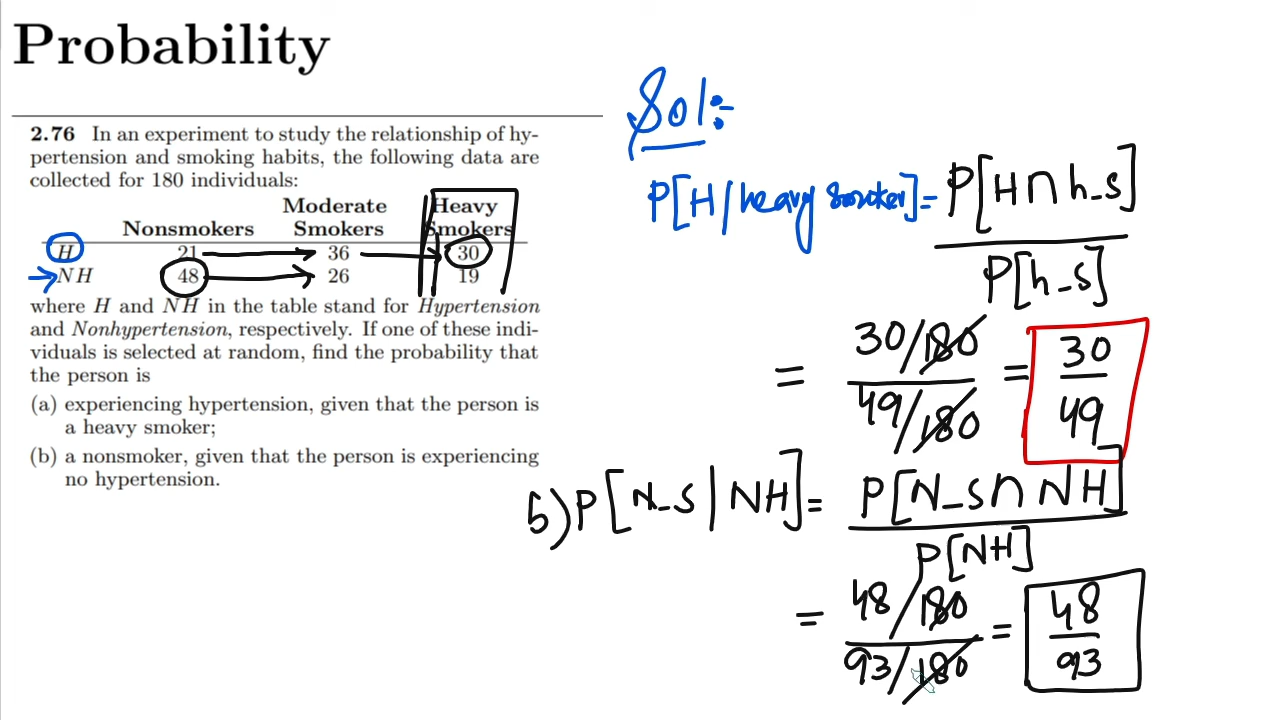 Probability
2.76 In an experiment to study the relationship of hy-
pertension and smoking habits, the following data are
collected for 180 individuals:
Moderate Heavy
Nonsmokers Smokers Smokers
H 21 36 30
NH 48 26 19
where H and NH in the table stand for Hypertension
and Nonhypertension, respectively. If one of these indi-
viduals is selected at random, find the probability that
the person is
(a) experiencing hypertension, given that the person is
a heavy smoker;
(b) a nonsmoker, given that the person is experiencing
no hypertension.
Sol:-
P[H/heavy smoker]= P[H∩h_s]
P[h_s]
= 30/180 = 30
49/180 49
b) P[N_S|NH]= P[N_S∩NH]
P[NH]
= 48/180 = 48
93/180 93